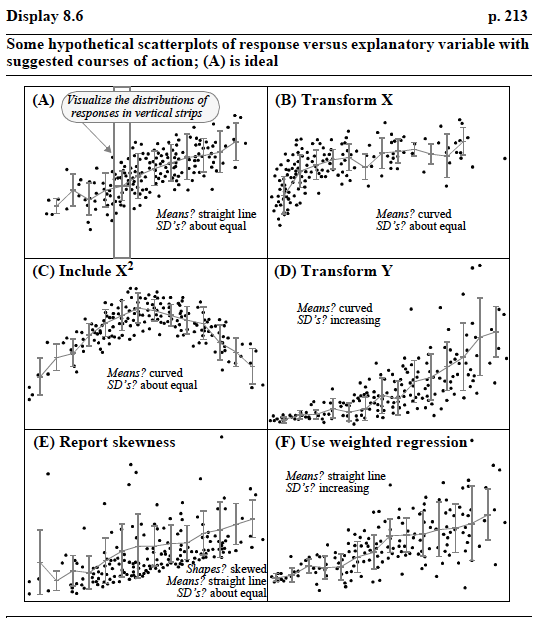 Display 8.6 p. 213
Some hypothetical scatterplots of response versus explanatory variable with
suggested courses of action; (A) is ideal
(A)
Visualize the distributions of
responses in vertical strips
Means? straight line
SD's? about equal
(B) Transform X
Means? curved
SD's? about equal
(C) Include X²
Means? curved
SD's? about equal
(D) Transform Y
Means? curved
SD's? increasing
(E) Report skewness
Shapes? skewed
Means? straight line
SD's? about equal
(F) Use weighted regression
Means? straight line
SD's? increasing